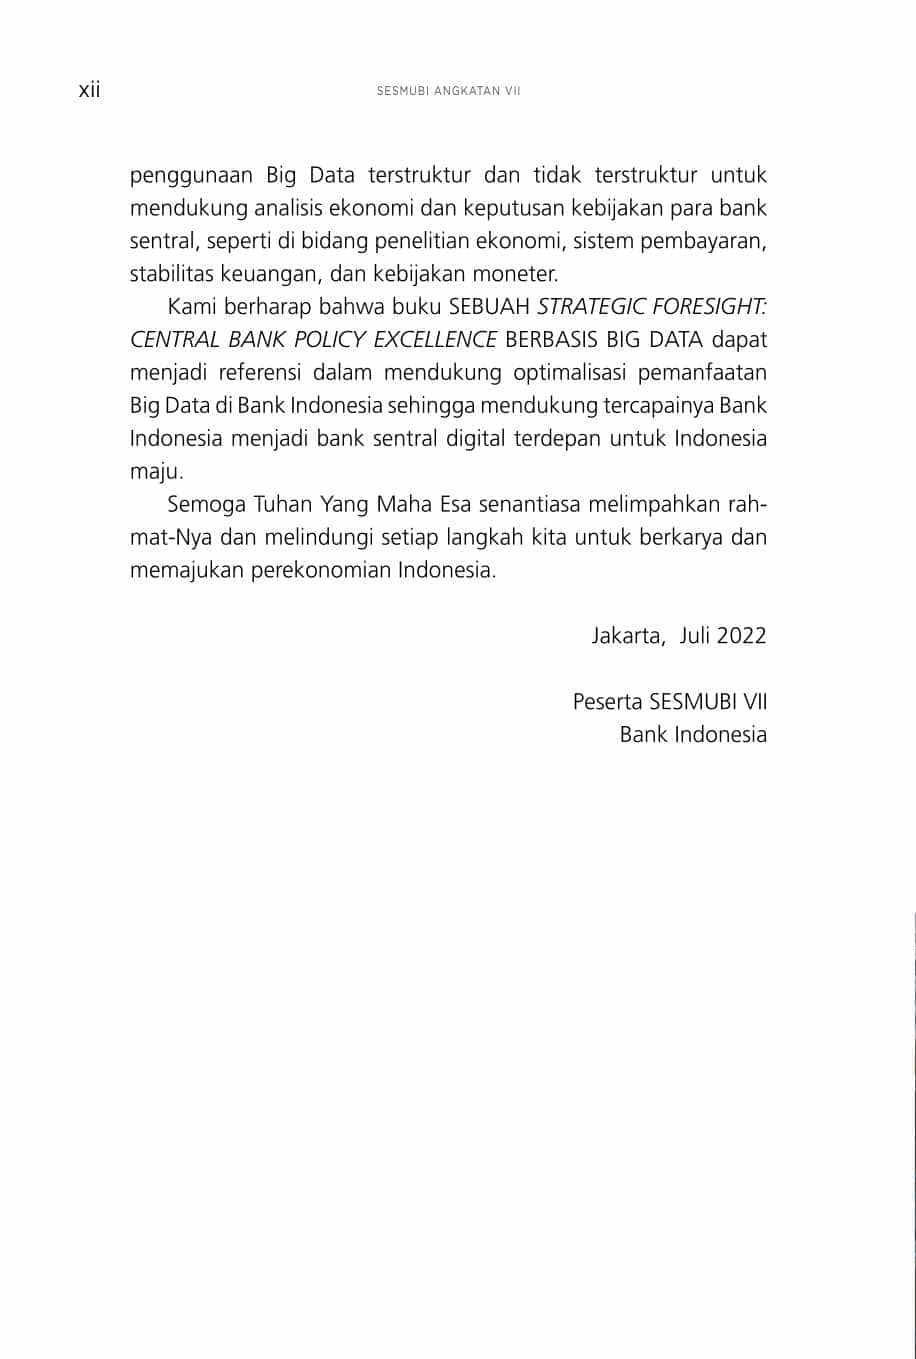 xii
SESMUBI ANGKATAN VII
penggunaan Big Data terstruktur dan tidak terstruktur untuk
mendukung analisis ekonomi dan keputusan kebijakan para bank
sentral, seperti di bidang penelitian ekonomi, sistem pembayaran,
stabilitas keuangan, dan kebijakan moneter.
Kami berharap bahwa buku SEBUAH STRATEGIC FORESIGHT:
CENTRAL BANK POLICY EXCELLENCE BERBASIS BIG DATA dapat
menjadi referensi dalam mendukung optimalisasi pemanfaatan
Big Data di Bank Indonesia sehingga mendukung tercapainya Bank
Indonesia menjadi bank sentral digital terdepan untuk Indonesia
maju.
Semoga Tuhan Yang Maha Esa senantiasa melimpahkan rah-
mat-Nya dan melindungi setiap langkah kita untuk berkarya dan
memajukan perekonomian Indonesia.
Jakarta,  Juli 2022
Peserta SESMUBI VII
Bank Indonesia